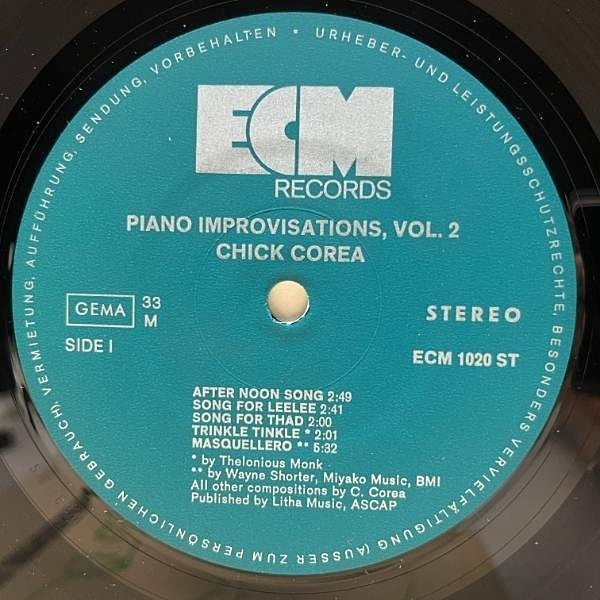 URHEBER- UND LEISTUNGSSCHUTZRECHTE, BESONDERS VERVIELFÄLTIGUNG (AUSSER ZUM PERSÖNLICHEN GEBRAUCH), VERMIETUNG, AUFFÜHRUNG, SENDUNG, VORBEHALTEN •
ECM
RECORDS
PIANO IMPROVISATIONS, VOL. 2
CHICK COREA
GEMA 33
M
STEREO
SIDE I
ECM 1020 ST
AFTER NOON SONG 2:49
SONG FOR LEELEE 2:41
SONG FOR THAD 2:00
TRINKLE TINKLE * 2:01
MASQUELLERO ** 5:32
* by Thelonious Monk
** by Wayne Shorter, Miyako Music, BMI
All other compositions by C. Corea
Published by Litha Music, ASCAP